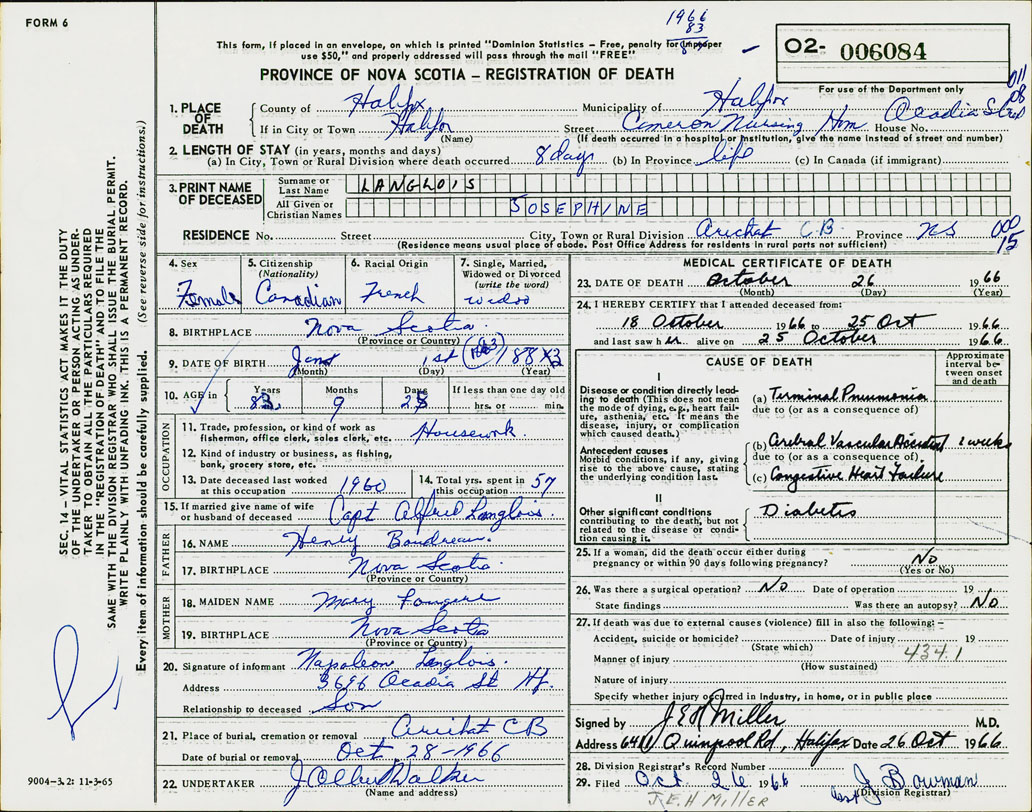 FORM 6
1966
83
This form, if placed in an envelope, on which is printed "Dominion Statistics – Free, penalty for improper
use $50," and properly addressed will pass through the mail "FREE"
O2- 006084
For use of the Department only
PROVINCE OF NOVA SCOTIA – REGISTRATION OF DEATH
011
08
1. PLACE OF DEATH
County of Halifax Municipality of Halifax
If in City or Town Halifax Street Cameron Nursing Hom House No. Acadia
(Name) (If death occurred in a hospital or institution, give the name instead of street and number)
2. LENGTH OF STAY (in years, months and days)
(a) In City, Town or Rural Division where death occurred 8 days (b) In Province life (c) In Canada (if immigrant)
3. PRINT NAME OF DECEASED
Surname or Last Name LANGLOIS
All Given or Christian Names JOSEPHINE
RESIDENCE No. Street City, Town or Rural Division Arichat C.B. Province NS 000
15
(Residence means usual place of abode. Post Office Address for residents in rural parts not sufficient)
4. Sex Female
5. Citizenship (Nationality) Canadian
6. Racial Origin French
7. Single, Married, Widowed or Divorced (write the word)
8. BIRTHPLACE Nova Scotia
(Province or Country)
9. DATE OF BIRTH 1st 1883
(Month) (Day) (Year)
10. AGE in Years 83 Months 9 Days If less than one day old hrs. or min.
OCCUPATION
11. Trade, profession, or kind of work as fisherman, office clerk, sales clerk, etc. Housework
12. Kind of industry or business, as fishing, bank, grocery store, etc.
13. Date deceased last worked at this occupation 1960
14. Total yrs. spent in this occupation 57
15. If married give name of wife or husband of deceased Capt Alfred Langlois
FATHER
16. NAME Henry Boudreau
17. BIRTHPLACE Nova Scotia
(Province or Country)
MOTHER
18. MAIDEN NAME Mary Fougere
19. BIRTHPLACE Nova Scotia
(Province or Country)
20. Signature of informant Napoleon Langlois
Address 3696 Acadia St Hf.
Relationship to deceased Son
21. Place of burial, cremation or removal Arichat CB
Date of burial or removal Oct. 28-1966
22. UNDERTAKER J Albert Walker
(Name and address)
MEDICAL CERTIFICATE OF DEATH
23. DATE OF DEATH October 26 1966
(Month) (Day) (Year)
24. I HEREBY CERTIFY that I attended deceased from:
18 October 1966 to 25 Oct 1966
and last saw her alive on 25 October 1966
CAUSE OF DEATH
Approximate interval between onset and death
I
Disease or condition directly leading to death (This does not mean the mode of dying, e.g., heart failure, asthenia, etc. It means the disease, injury, or complication which caused death.)
(a) Terminal Pneumonia
due to (or as a consequence of)
Antecedent causes
Morbid conditions, if any, giving rise to the above cause, stating the underlying condition last.
(b) Cerebral Vascular Accident 2 weeks
due to (or as a consequence of).
(c) Congestive Heart Failure
II
Other significant conditions contributing to the death, but not related to the disease or condition causing it.
Diabetis
25. If a woman, did the death occur either during pregnancy or within 90 days following pregnancy? No
(Yes or No)
26. Was there a surgical operation? No Date of operation 19
State findings Was there an autopsy? No
27. If death was due to external causes (violence) fill in also the following: –
Accident, suicide or homicide? Date of injury 19
(State which) 434.1
Manner of injury
(How sustained)
Nature of injury
Specify whether injury occurred in Industry, in home, or in public place
Signed by J E H Miller M.D.
Address 6411 Quinpool Rd, Halifax Date 26 Oct 1966
28. Division Registrar's Record Number
29. Filed Oct 26 1966 J Bowman
(Division Registrar)
J.E.H MILLER
SEC. 14 – VITAL STATISTICS ACT MAKES IT THE DUTY
OF THE UNDERTAKER OR PERSON ACTING AS UNDER-
TAKER TO OBTAIN ALL THE PARTICULARS REQUIRED
IN THE "REGISTRATION OF DEATH" AND TO FILE THE
SAME WITH THE DIVISION REGISTRAR WHO SHALL ISSUE THE BURIAL PERMIT.
WRITE PLAINLY WITH UNFADING INK. THIS IS A PERMANENT RECORD.
Every item of information should be carefully supplied. (See reverse side for instructions.)
9004-3.2: 11-3-65